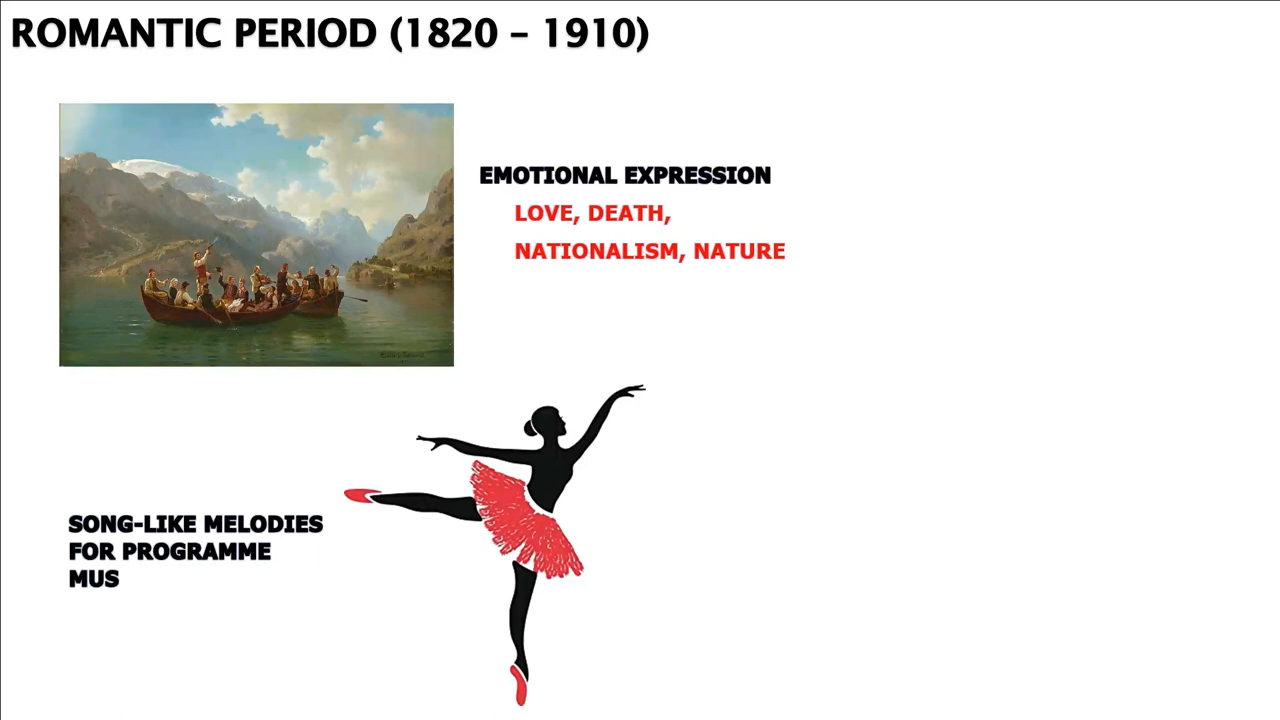 ROMANTIC PERIOD (1820 – 1910)
EMOTIONAL EXPRESSION
LOVE, DEATH,
NATIONALISM, NATURE
SONG-LIKE MELODIES
FOR PROGRAMME
MUS